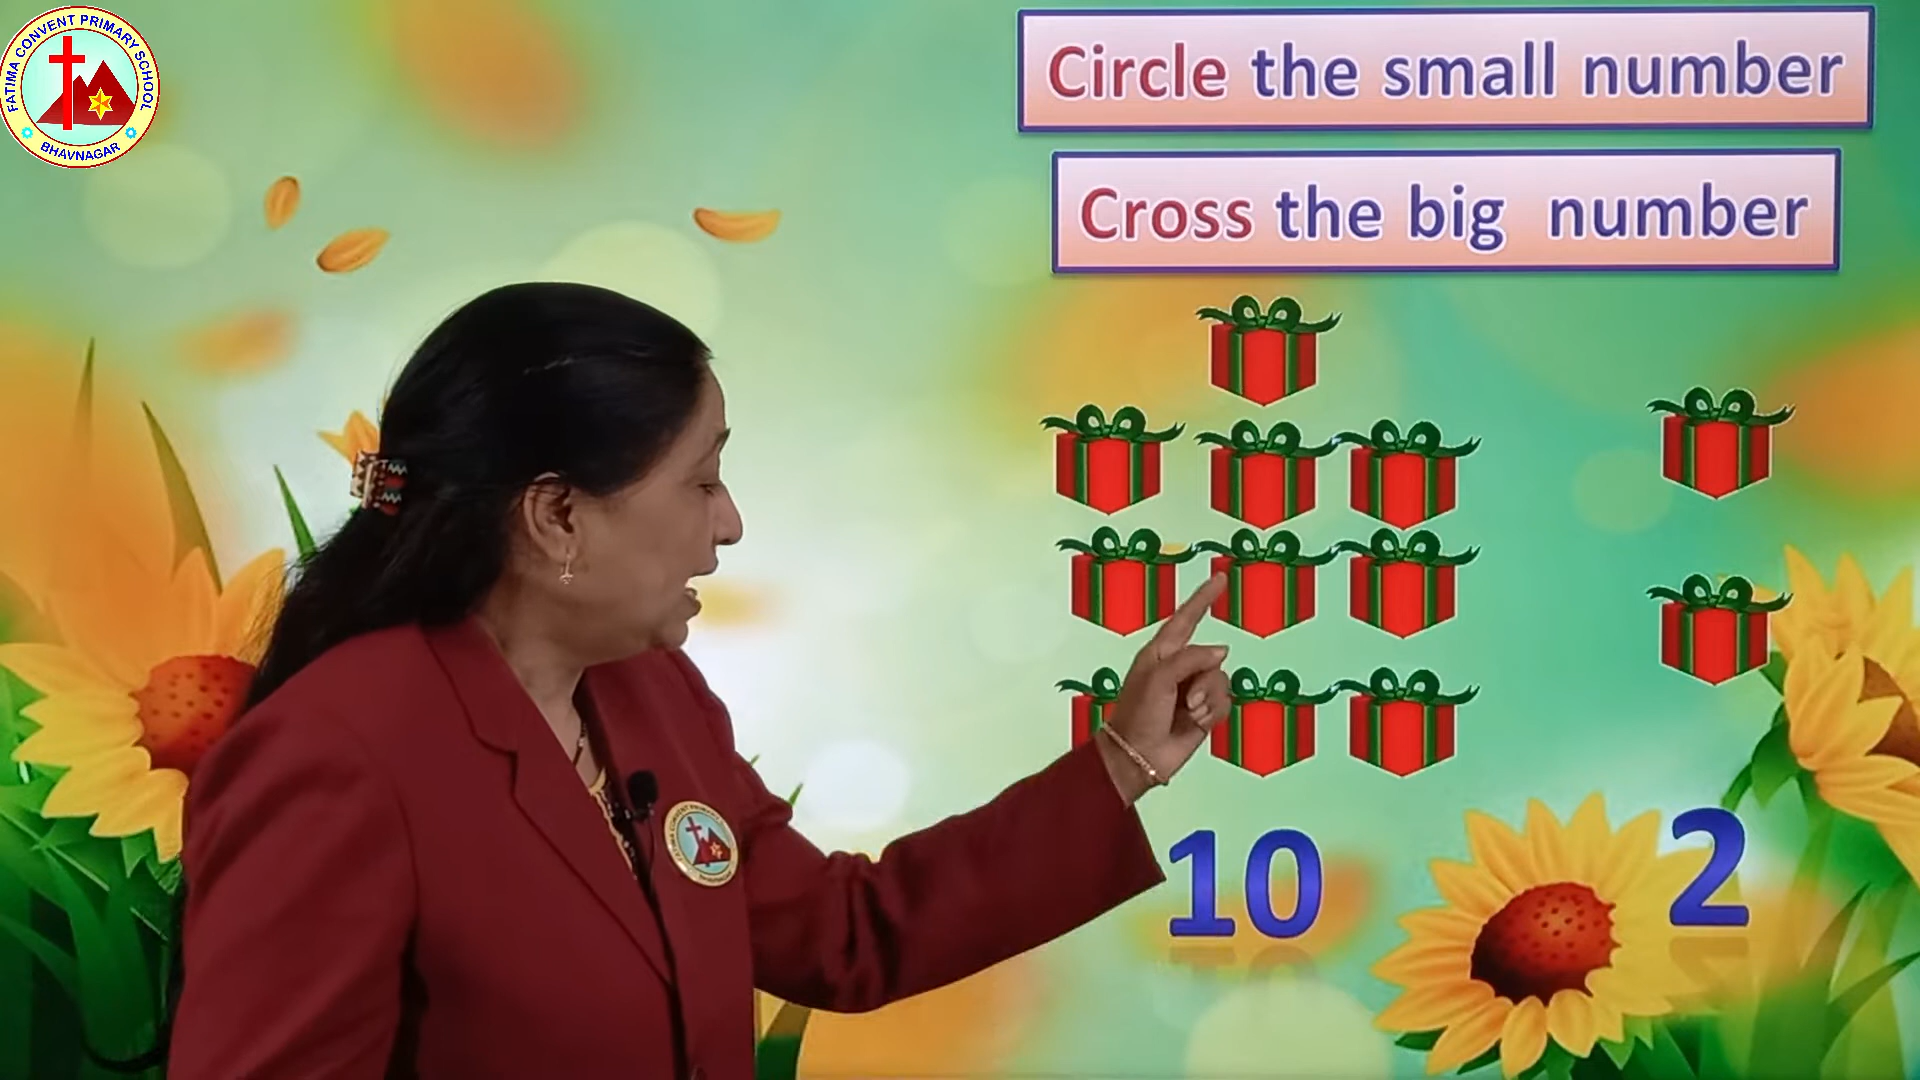 FATIMA CONVENT PRIMARY SCHOOL
BHAVNAGAR
Circle the small number
Cross the big number
10
2